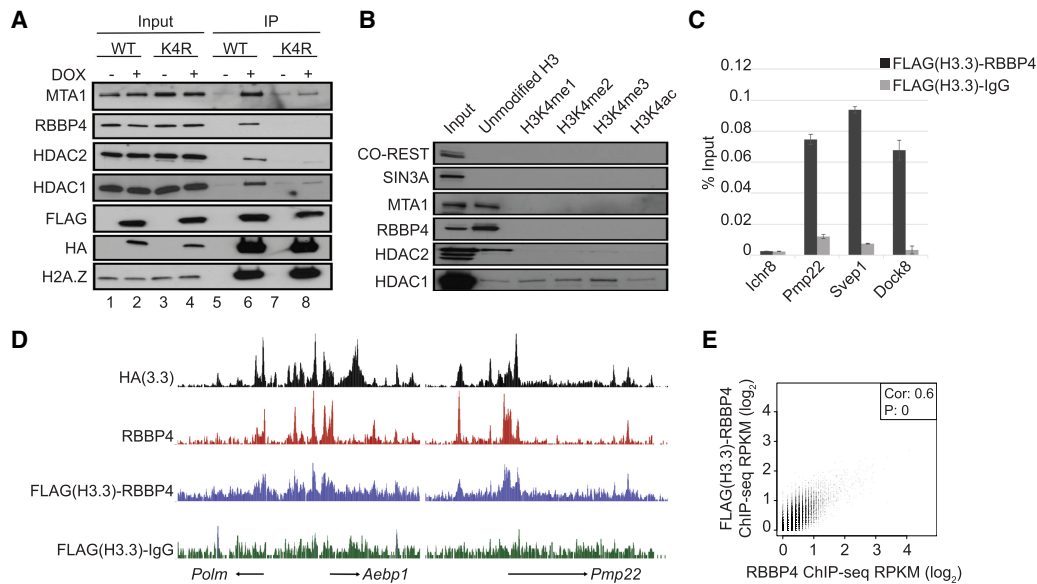 A
Input
IP
WT
K4R
WT
K4R
DOX - + - + - + - +
MTA1
RBBP4
HDAC2
HDAC1
FLAG
HA
H2A.Z
1 2 3 4 5 6 7 8
B
Input
Unmodified H3
H3K4me1
H3K4me2
H3K4me3
H3K4ac
CO-REST
SIN3A
MTA1
RBBP4
HDAC2
HDAC1
C
FLAG(H3.3)-RBBP4
FLAG(H3.3)-IgG
% Input
0.12
0.1
0.08
0.06
0.04
0.02
0
Ichr8
Pmp22
Svep1
Dock8
D
HA(3.3)
RBBP4
FLAG(H3.3)-RBBP4
FLAG(H3.3)-IgG
Polm
Aebp1
Pmp22
E
Cor: 0.6
P: 0
FLAG(H3.3)-RBBP4
ChIP-seq RPKM (log2)
4
3
2
1
0
0 1 2 3 4
RBBP4 ChIP-seq RPKM (log2)